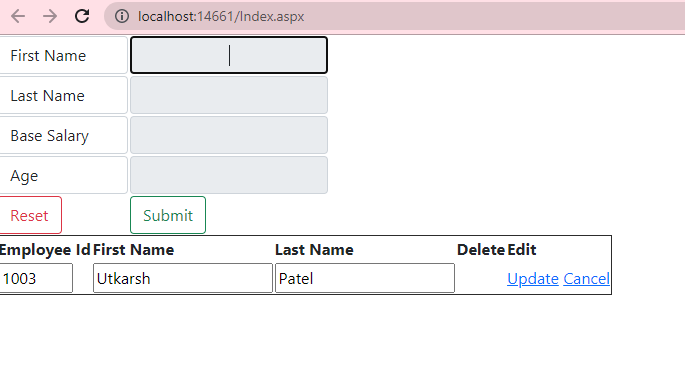 localhost:14661/Index.aspx
First Name
Last Name
Base Salary
Age
Reset Submit
Employee Id First Name Last Name Delete Edit
1003 Utkarsh Patel Update Cancel